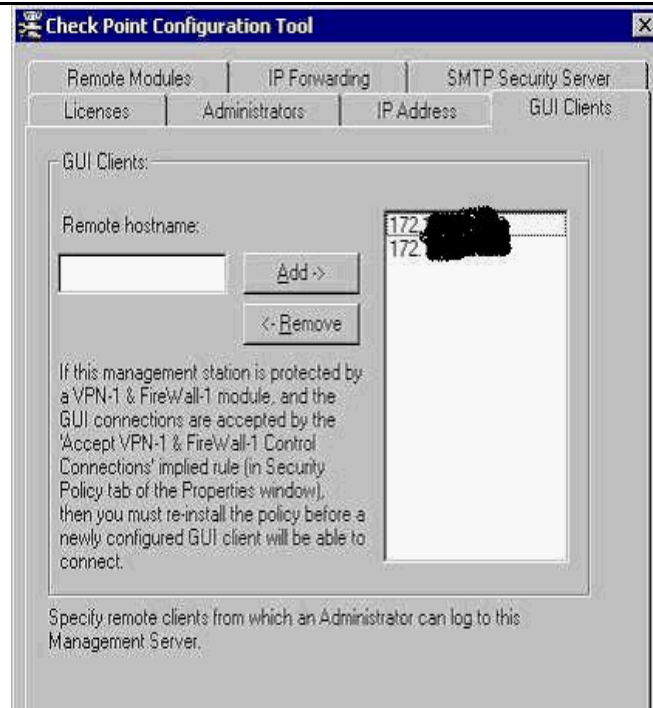 Check Point Configuration Tool
Remote Modules
IP Forwarding
SMTP Security Server
Licenses
Administrators
IP Address
GUI Clients
GUI Clients:
Remote hostname:
172.
172.
Add ->
<- Remove
If this management station is protected by
a VPN-1 & FireWall-1 module, and the
GUI connections are accepted by the
'Accept VPN-1 & FireWall-1 Control
Connections' implied rule (in Security
Policy tab of the Properties window),
then you must re-install the policy before a
newly configured GUI client will be able to
connect.
Specify remote clients from which an Administrator can log to this
Management Server.